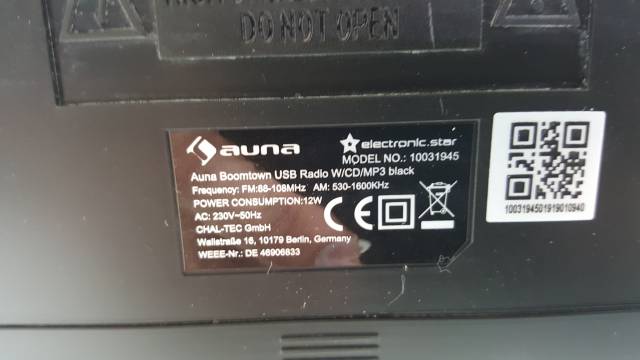 DO NOT OPEN
auna
electronic.star
MODEL NO.: 10031945
Auna Boomtown USB Radio W/CD/MP3 black
Frequency: FM:88-108MHz AM: 530-1600KHz
POWER CONSUMPTION:12W
AC: 230V~50Hz
CHAL-TEC GmbH
Wallstraße 16, 10179 Berlin, Germany
WEEE-Nr.: DE 46906833
CE
1003194501919010940